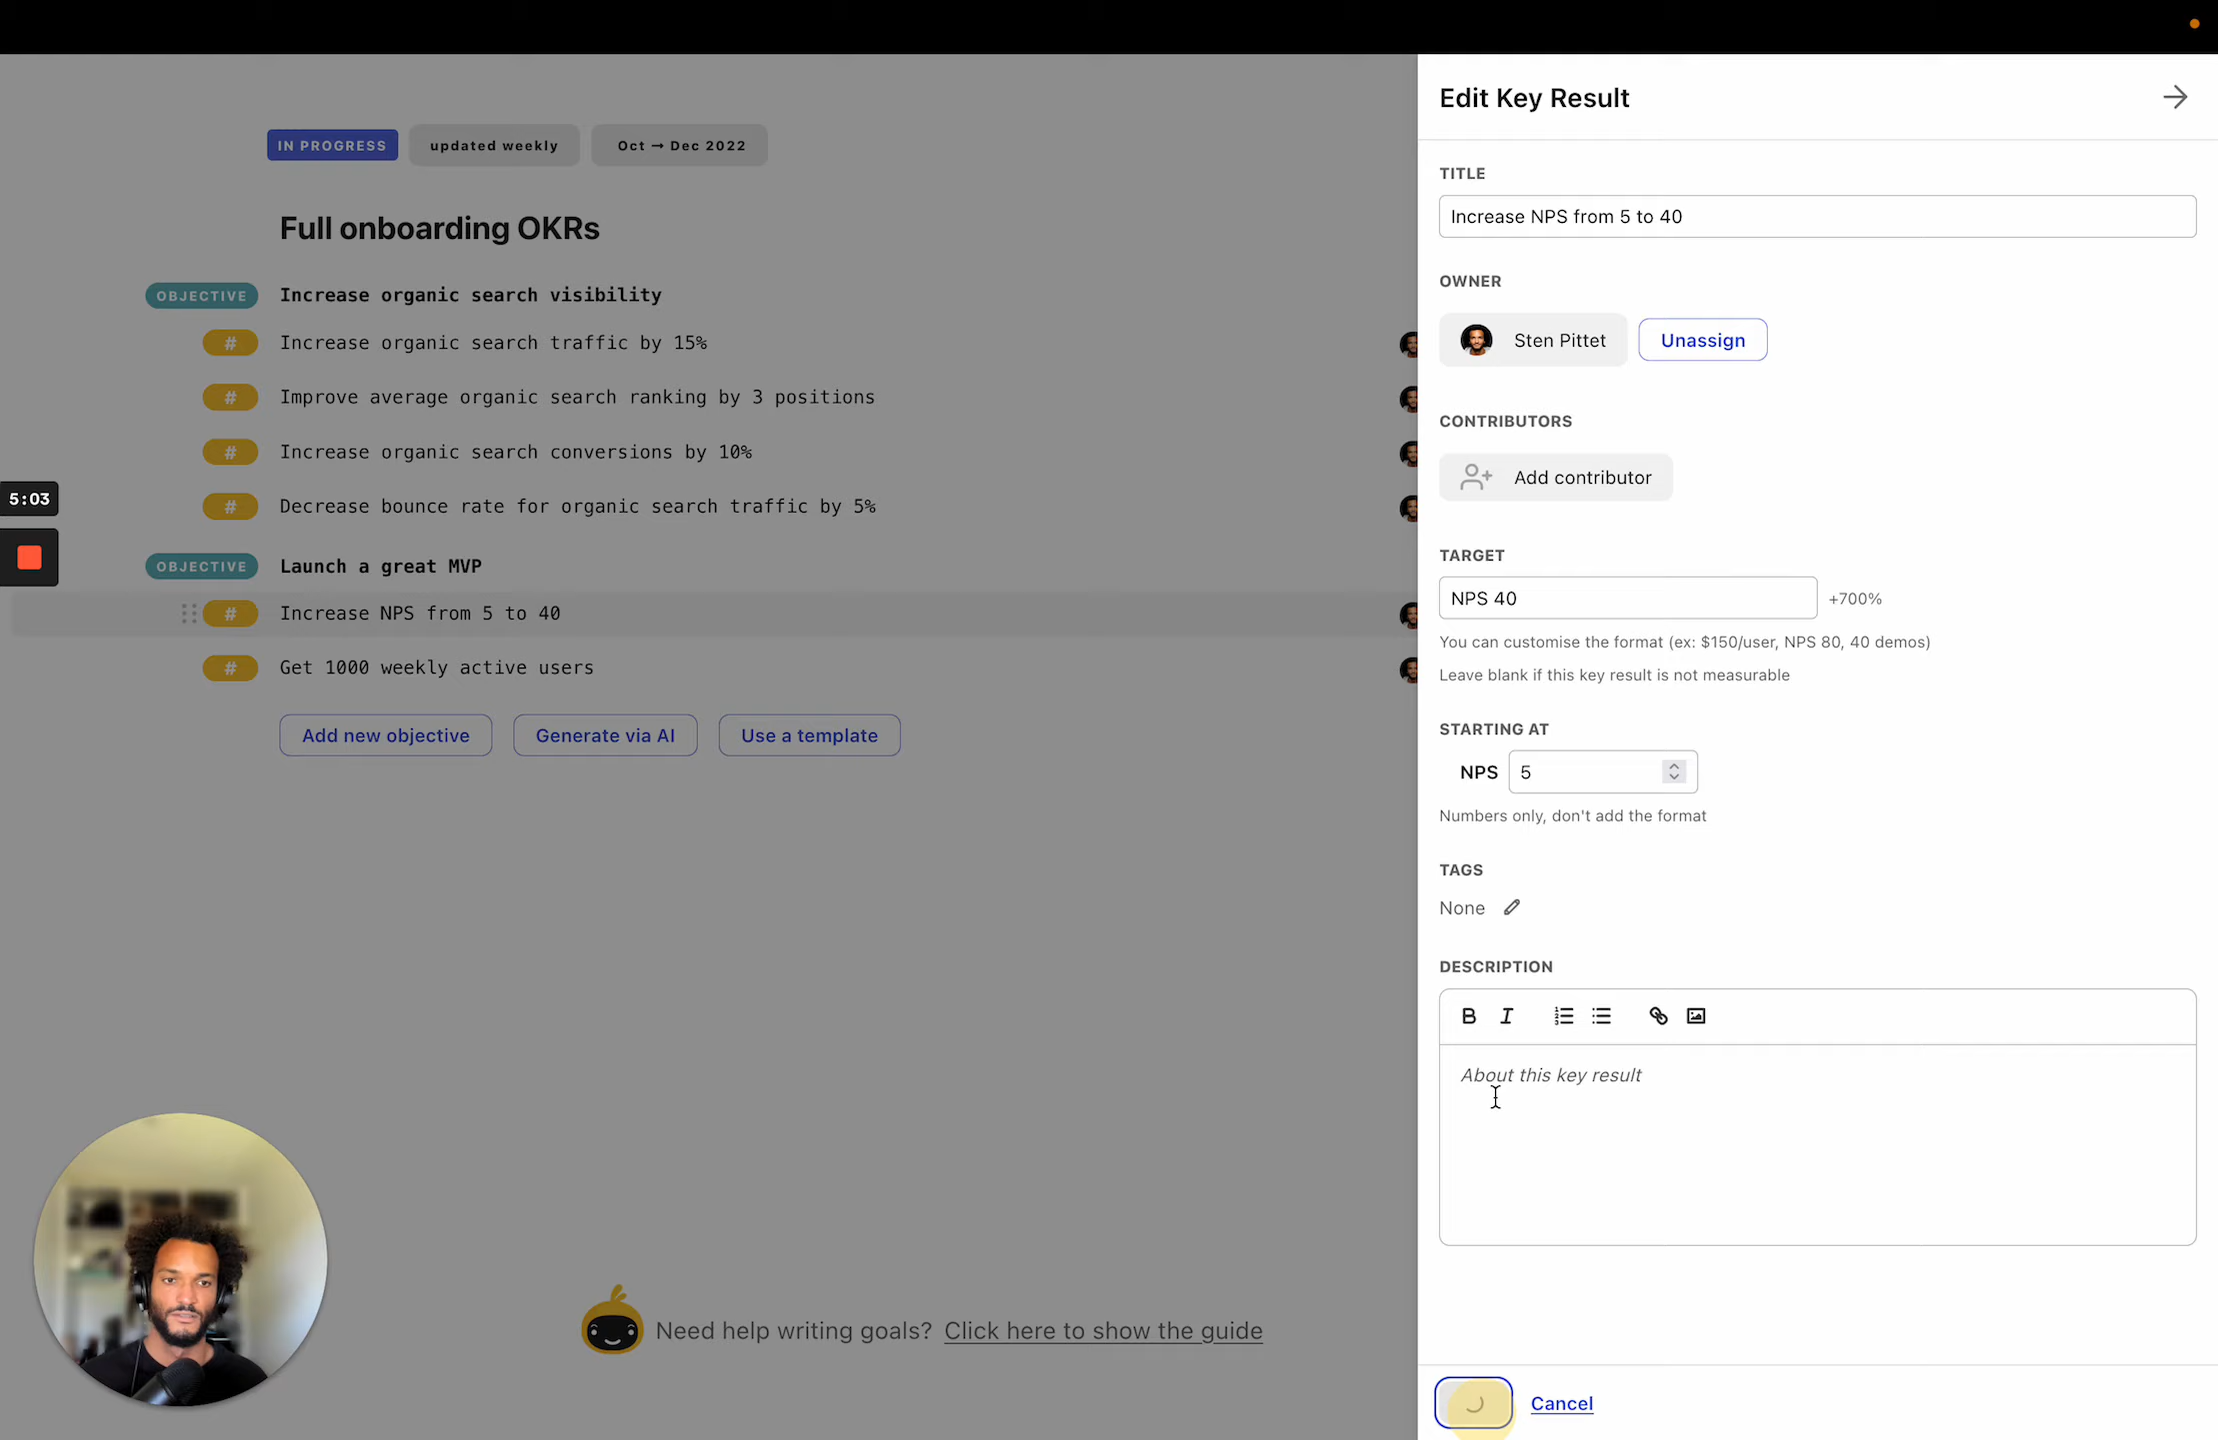 IN PROGRESS
updated weekly
Oct → Dec 2022
Full onboarding OKRs
OBJECTIVE
Increase organic search visibility
#
Increase organic search traffic by 15%
#
Improve average organic search ranking by 3 positions
#
Increase organic search conversions by 10%
#
Decrease bounce rate for organic search traffic by 5%
OBJECTIVE
Launch a great MVP
#
Increase NPS from 5 to 40
#
Get 1000 weekly active users
Add new objective
Generate via AI
Use a template
5:03
Need help writing goals? Click here to show the guide
Edit Key Result
TITLE
Increase NPS from 5 to 40
OWNER
Sten Pittet
Unassign
CONTRIBUTORS
Add contributor
TARGET
NPS 40
+700%
You can customise the format (ex: $150/user, NPS 80, 40 demos)
Leave blank if this key result is not measurable
STARTING AT
NPS
5
Numbers only, don't add the format
TAGS
None
DESCRIPTION
B I
About this key result
Cancel